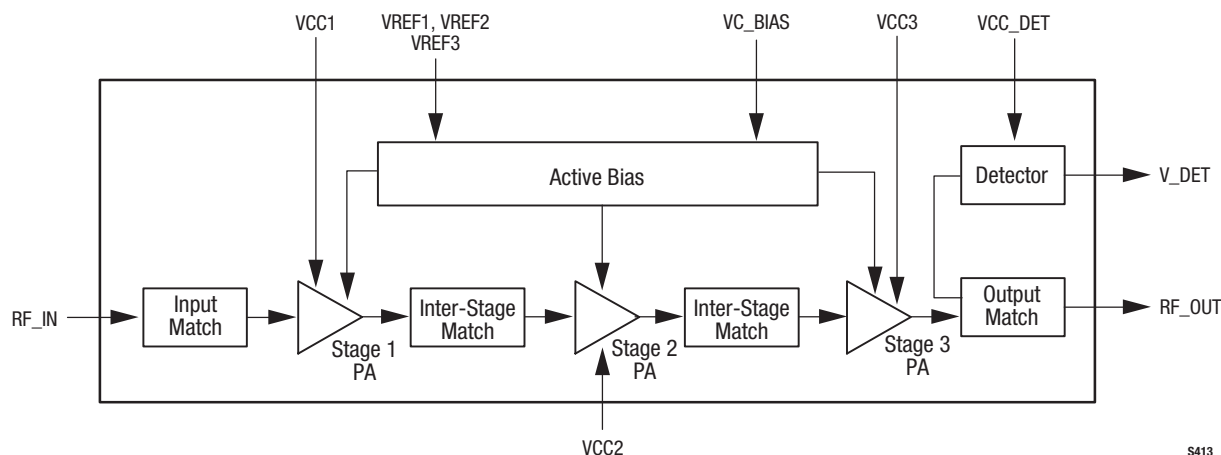 VCC1
VREF1, VREF2
VREF3
VC_BIAS
VCC3
VCC_DET
Active Bias
Detector
V_DET
RF_IN
Input
Match
Stage 1
PA
Inter-Stage
Match
Stage 2
PA
Inter-Stage
Match
Stage 3
PA
Output
Match
RF_OUT
VCC2
S413